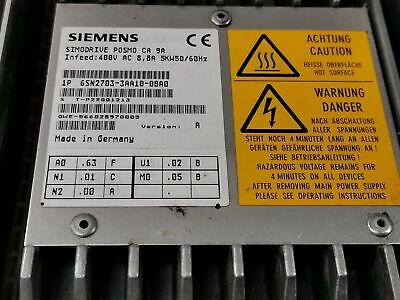 SIEMENS
CE
SIMODRIVE POSMO CA 9A
Infeed:400V AC 8,8A 5KW50/60Hz
1P 6SN2703-3AA10-0BA0
S T-P22001213
Version: A
Made in Germany
A0 .63 F U1 .02 B
N1 .01 C M0 .05 B
N2 .00 A .
ACHTUNG
CAUTION
HEISSE OBERFLÄCHE
HOT SURFACE
WARNUNG
DANGER
NACH ABSCHALTUNG
ALLER SPANNUNGEN
STEHT NOCH 4 MINUTEN LANG AN ALLEN
GERÄTEN GEFÄHRLICHE SPANNUNG AN
/ SIEHE BETRIEBSANLEITUNG /
HAZARDOUS VOLTAGE REMAINS FOR
4 MINUTES ON ALL DEVICES
AFTER REMOVING MAIN POWER SUPPLY
PLEASE SEE OPERATING INSTRUCTIONS